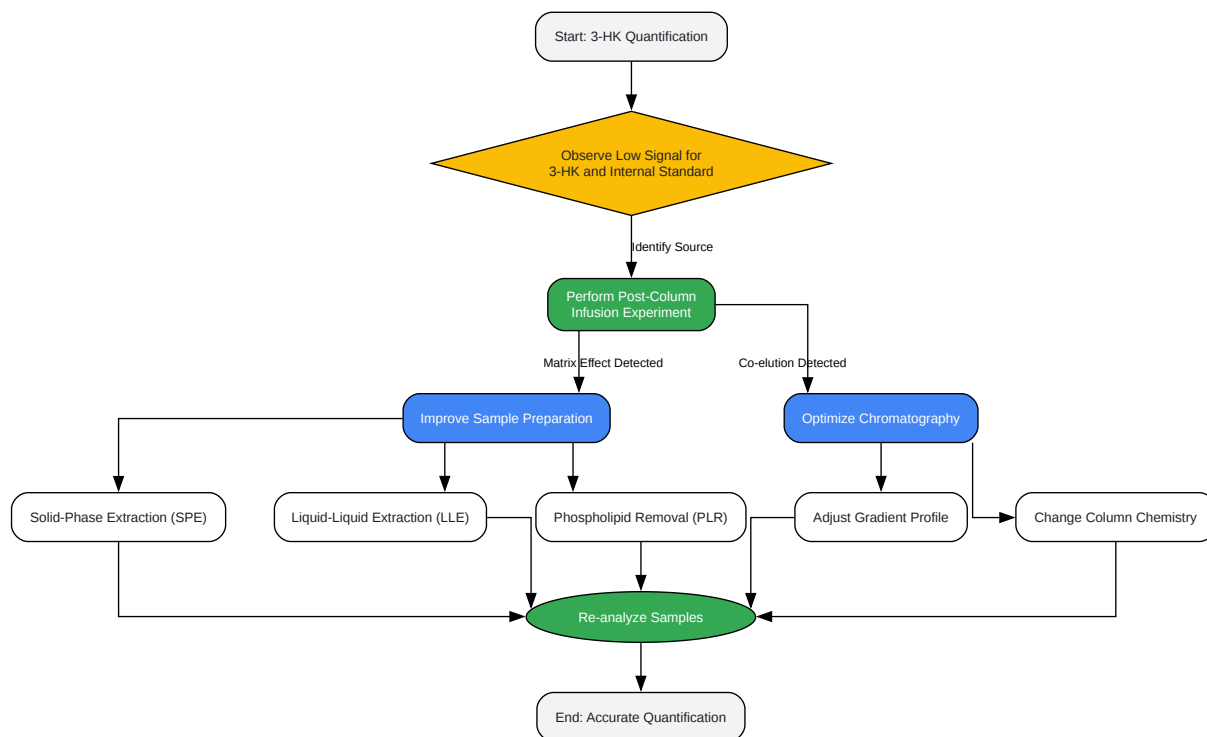 Start: 3-HK Quantification
Observe Low Signal for
3-HK and Internal Standard
Identify Source
Perform Post-Column
Infusion Experiment
Matrix Effect Detected
Co-elution Detected
Improve Sample Preparation
Optimize Chromatography
Solid-Phase Extraction (SPE)
Liquid-Liquid Extraction (LLE)
Phospholipid Removal (PLR)
Adjust Gradient Profile
Change Column Chemistry
Re-analyze Samples
End: Accurate Quantification